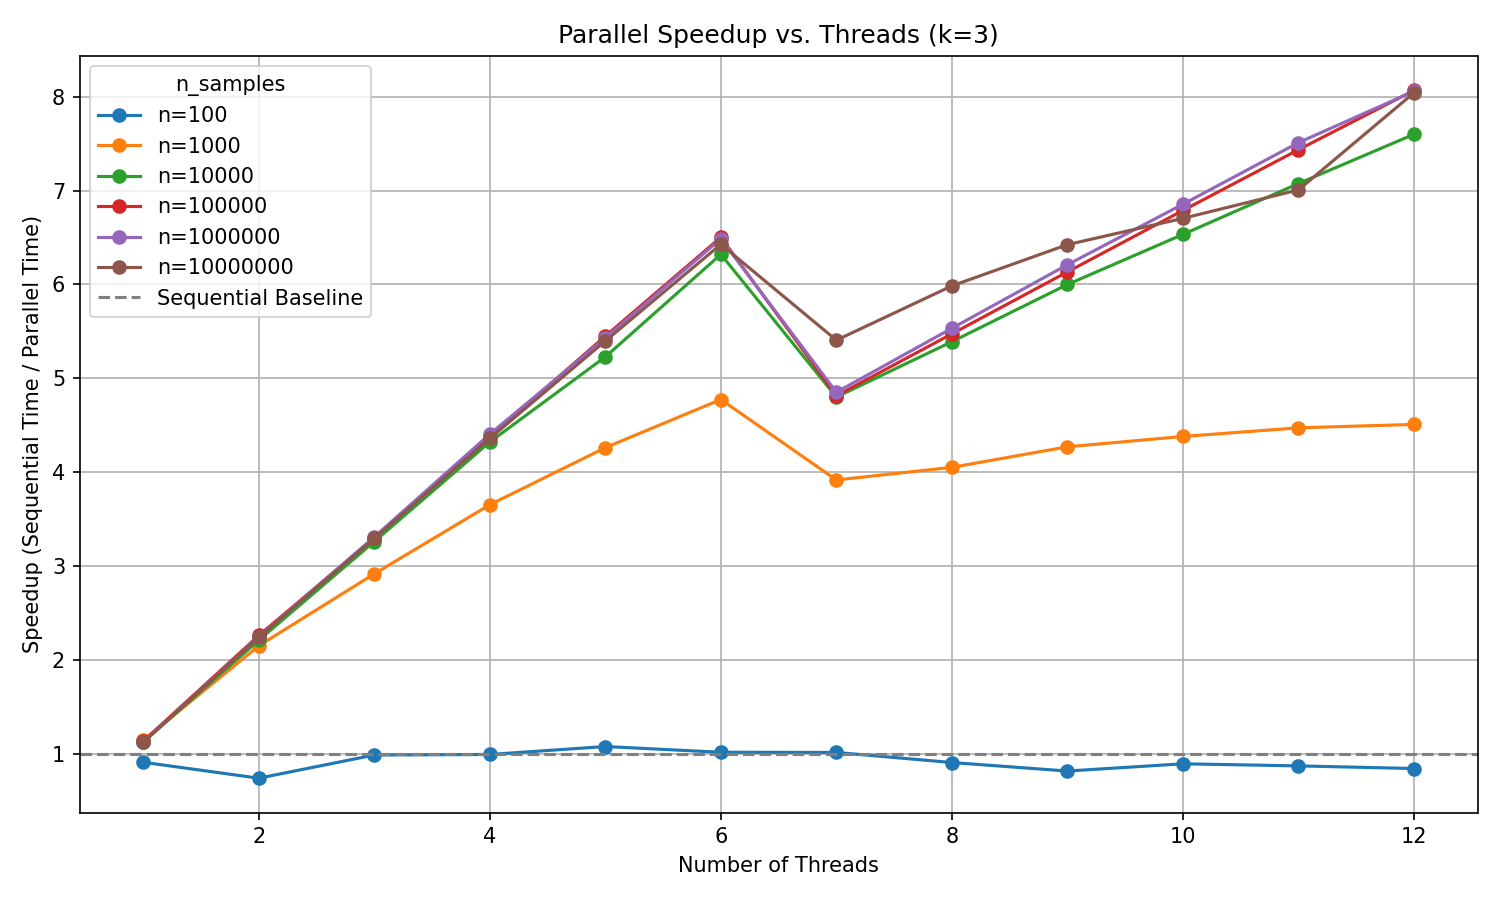 Parallel Speedup vs. Threads (k=3)
n_samples
n=100
n=1000
n=10000
n=100000
n=1000000
n=10000000
Sequential Baseline
Speedup (Sequential Time / Parallel Time)
8
7
6
5
4
3
2
1
2 4 6 8 10 12
Number of Threads